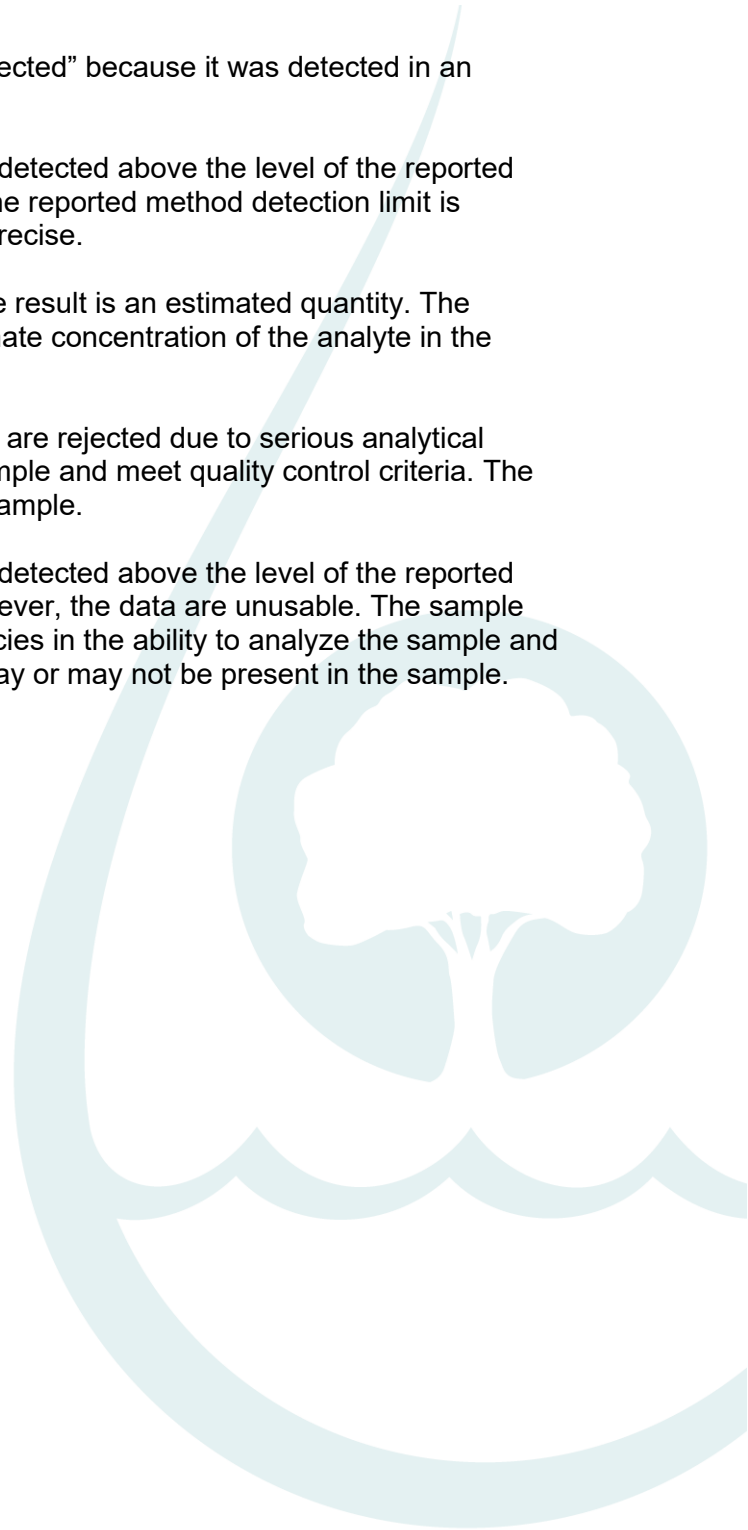 ected” because it was detected in an
detected above the level of the reported
he reported method detection limit is
recise.
e result is an estimated quantity. The
ate concentration of the analyte in the
are rejected due to serious analytical
mple and meet quality control criteria. The
ample.
detected above the level of the reported
ever, the data are unusable. The sample
cies in the ability to analyze the sample and
ay or may not be present in the sample.